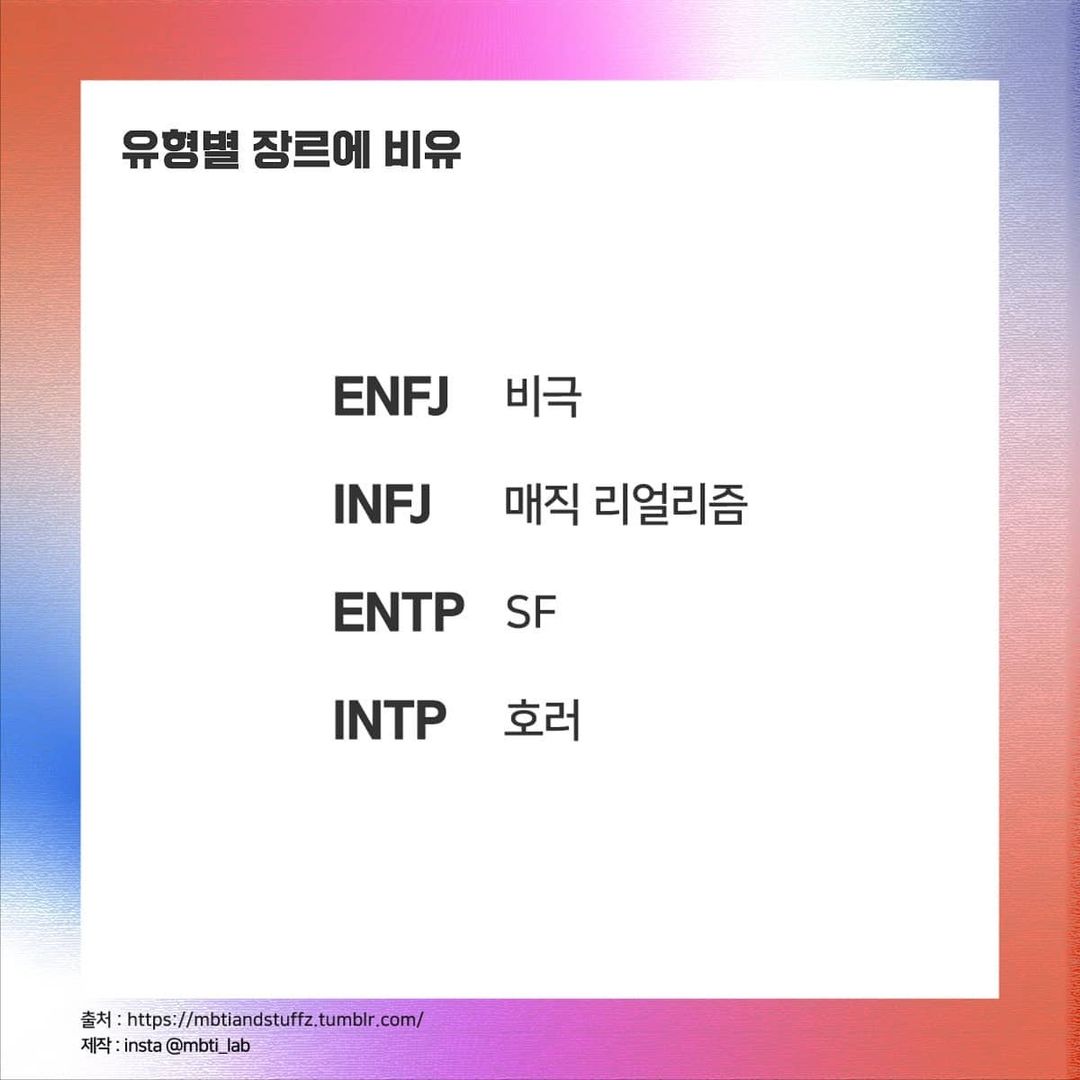 유형별 장르에 비유
ENFJ 비극
INFJ 매직 리얼리즘
ENTP SF
INTP 호러
출처 : https://mbtiandstuffz.tumblr.com/
제작 : insta @mbti_lab